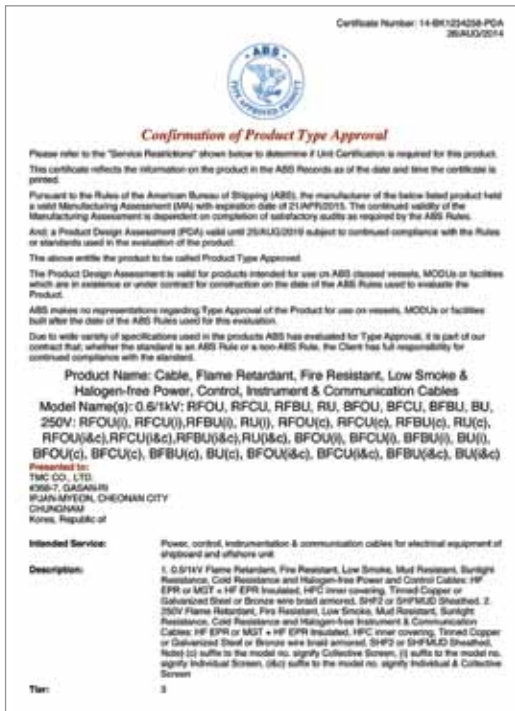 Certificate Number: 14-BK1234258-PDA
26/AUG/2014
ABS
TYPE APPROVED PRODUCT
Confirmation of Product Type Approval
Please refer to the "Service Restrictions" shown below to determine if Unit Certification is required for this product.
This certificate reflects the information on the product in the ABS Records as of the date and time the certificate is
printed.
Pursuant to the Rules of the American Bureau of Shipping (ABS), the manufacturer of the below listed product held
a valid Manufacturing Assessment (MA) with expiration date of 21/APR/2015. The continued validity of the
Manufacturing Assessment is dependent on completion of satisfactory audits as required by the ABS Rules.
And; a Product Design Assessment (PDA) valid until 25/AUG/2019 subject to continued compliance with the Rules
or standards used in the evaluation of the product.
The above entitle the product to be called Product Type Approved.
The Product Design Assessment is valid for products intended for use on ABS classed vessels, MODUs or facilities
which are in existence or under contract for construction on the date of the ABS Rules used to evaluate the
Product.
ABS makes no representations regarding Type Approval of the Product for use on vessels, MODUs or facilities
built after the date of the ABS Rules used for this evaluation.
Due to wide variety of specifications used in the products ABS has evaluated for Type Approval, it is part of our
contract that; whether the standard is an ABS Rule or a non-ABS Rule, the Client has full responsibility for
continued compliance with the standard.
Product Name: Cable, Flame Retardant, Fire Resistant, Low Smoke &
Halogen-free Power, Control, Instrument & Communication Cables
Model Name(s): 0.6/1kV: RFOU, RFCU, RFBU, RU, BFOU, BFCU, BFBU, BU,
250V: RFOU(i), RFCU(i),RFBU(i), RU(i), RFOU(c), RFCU(c), RFBU(c), RU(c),
RFOU(i&c),RFCU(i&c),RFBU(i&c),RU(i&c), BFOU(i), BFCU(i), BFBU(i), BU(i),
BFOU(c), BFCU(c), BFBU(c), BU(c), BFOU(i&c), BFCU(i&c), BFBU(i&c), BU(i&c)
Presented to:
TMC CO., LTD.
#366-7, GASAN-RI
IPJAN-MYEON, CHEONAN CITY
CHUNGNAM
Korea, Republic of
Intended Service: Power, control, instrumentation & communication cables for electrical equipment of
shipboard and offshore unit
Description: 1. 0.6/1kV Flame Retardant, Fire Resistant, Low Smoke, Mud Resistant, Sunlight
Resistance, Cold Resistance and Halogen-free Power and Control Cables: HF
EPR or MGT + HF EPR Insulated, HFC inner covering, Tinned Copper or
Galvanized Steel or Bronze wire braid armored, SHF2 or SHFMUD Sheathed. 2.
250V Flame Retardant, Fire Resistant, Low Smoke, Mud Resistant, Sunlight
Resistance, Cold Resistance and Halogen-free Instrument & Communication
Cables: HF EPR or MGT + HF EPR Insulated, HFC inner covering, Tinned Copper
or Galvanized Steel or Bronze wire braid armored, SHF2 or SHFMUD Sheathed,
Note) (c) suffix to the model no. signify Collective Screen, (i) suffix to the model no.
signify Individual Screen, (i&c) suffix to the model no. signify Individual & Collective
Screen
Tier: 3